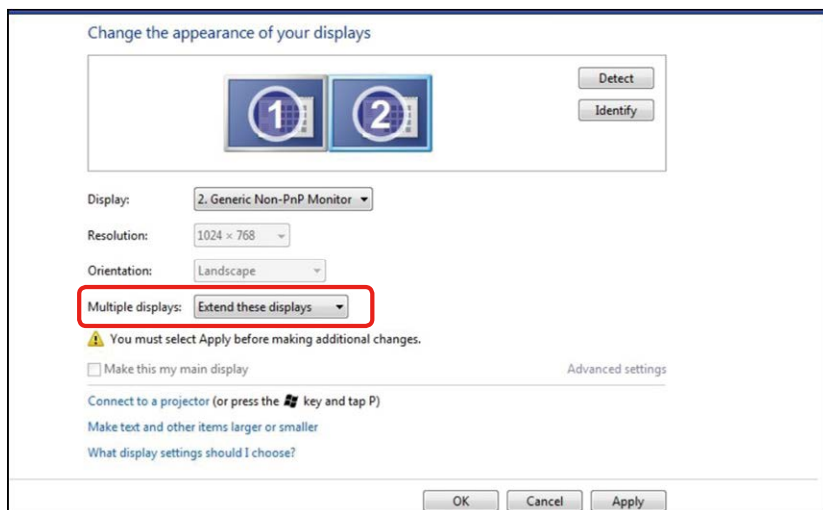 Change the appearance of your displays
Detect
1 2
Identify
Display: 2. Generic Non-PnP Monitor
Resolution: 1024 × 768
Orientation: Landscape
Multiple displays: Extend these displays
You must select Apply before making additional changes.
Make this my main display Advanced settings
Connect to a projector (or press the key and tap P)
Make text and other items larger or smaller
What display settings should I choose?
OK Cancel Apply